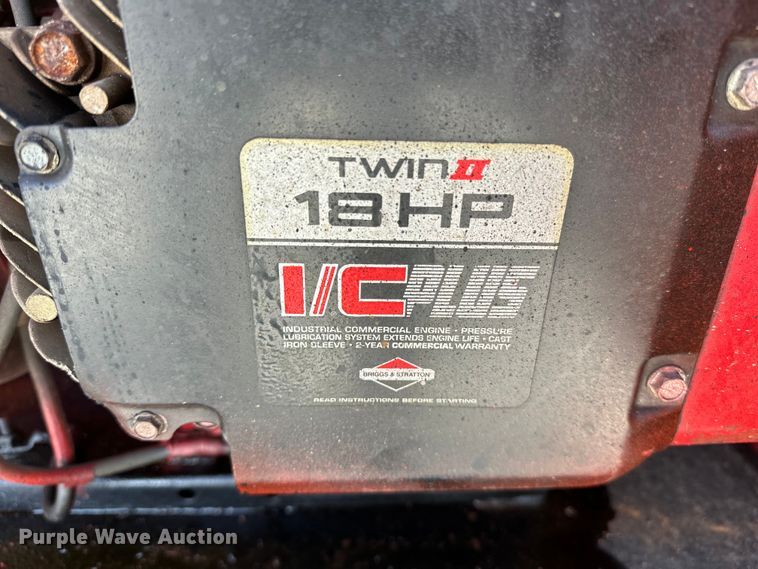 TWIN II
18 HP
I/C PLUS
INDUSTRIAL COMMERCIAL ENGINE • PRESSURE
LUBRICATION SYSTEM EXTENDS ENGINE LIFE • CAST
IRON SLEEVE • 2-YEAR COMMERCIAL WARRANTY
BRIGGS & STRATTON
READ INSTRUCTIONS BEFORE STARTING
Purple Wave Auction